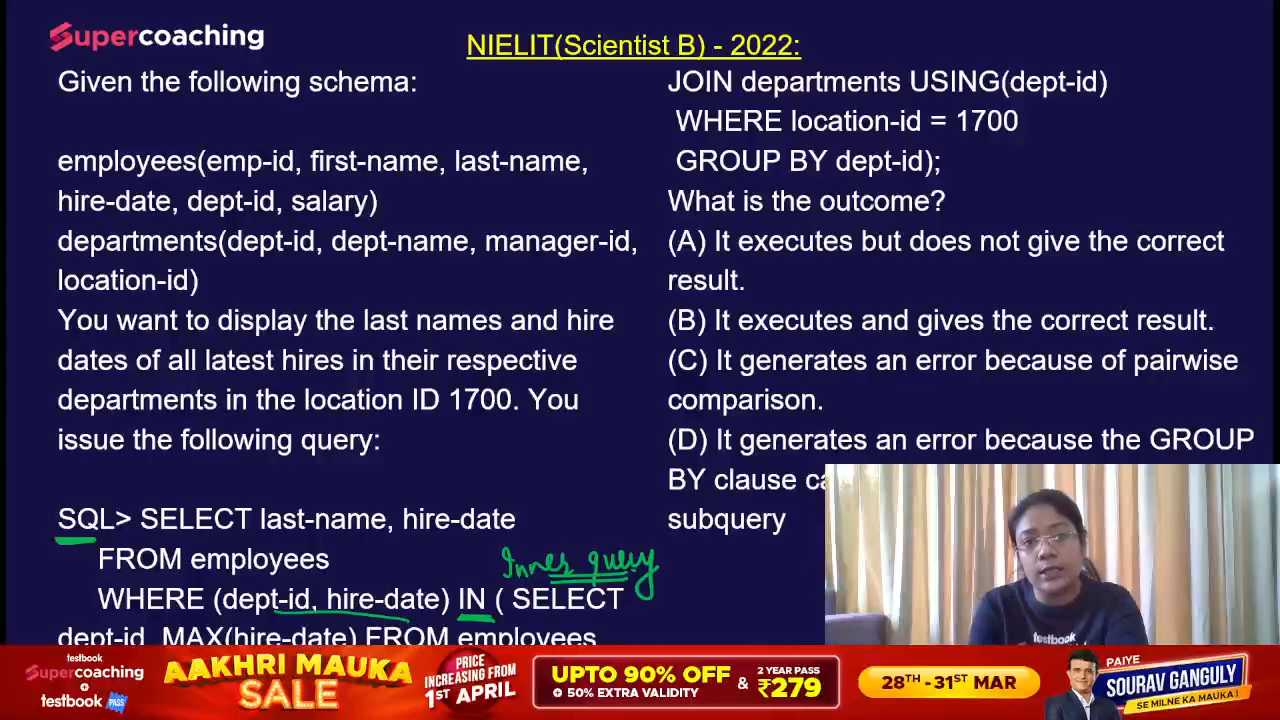 Supercoaching
NIELIT(Scientist B) - 2022:
Given the following schema:
employees(emp-id, first-name, last-name,
hire-date, dept-id, salary)
departments(dept-id, dept-name, manager-id,
location-id)
You want to display the last names and hire
dates of all latest hires in their respective
departments in the location ID 1700. You
issue the following query:
SQL> SELECT last-name, hire-date
FROM employees
Inner query
WHERE (dept-id, hire-date) IN ( SELECT
dept-id, MAX(hire-date) FROM employees
JOIN departments USING(dept-id)
WHERE location-id = 1700
GROUP BY dept-id);
What is the outcome?
(A) It executes but does not give the correct
result.
(B) It executes and gives the correct result.
(C) It generates an error because of pairwise
comparison.
(D) It generates an error because the GROUP
BY clause
subquery
testbook
testbook
Supercoaching
+
testbook PASS
AAKHRI MAUKA
SALE
PRICE
INCREASING FROM
1ST APRIL
UPTO 90% OFF
+ 50% EXTRA VALIDITY
&
2 YEAR PASS
₹279
28TH - 31ST MAR
PAIYE
SOURAV GANGULY
SE MILNE KA MAUKA!